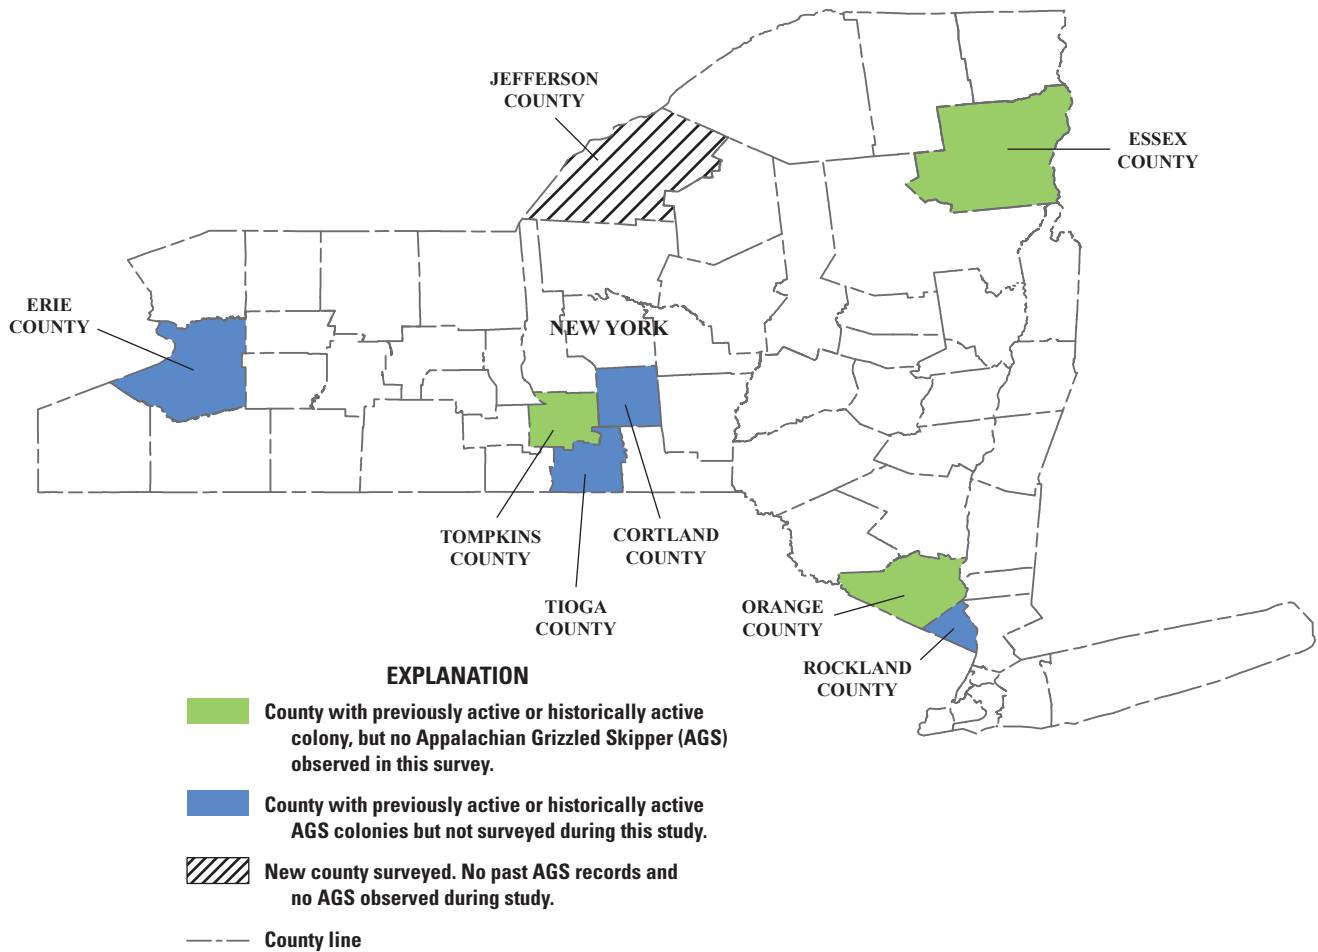 JEFFERSON
COUNTY
ESSEX
COUNTY
ERIE
COUNTY
NEW YORK
TOMPKINS
COUNTY
CORTLAND
COUNTY
TIOGA
COUNTY
ORANGE
COUNTY
ROCKLAND
COUNTY
EXPLANATION
County with previously active or historically active
colony, but no Appalachian Grizzled Skipper (AGS)
observed in this survey.
County with previously active or historically active
AGS colonies but not surveyed during this study.
New county surveyed. No past AGS records and
no AGS observed during study.
County line